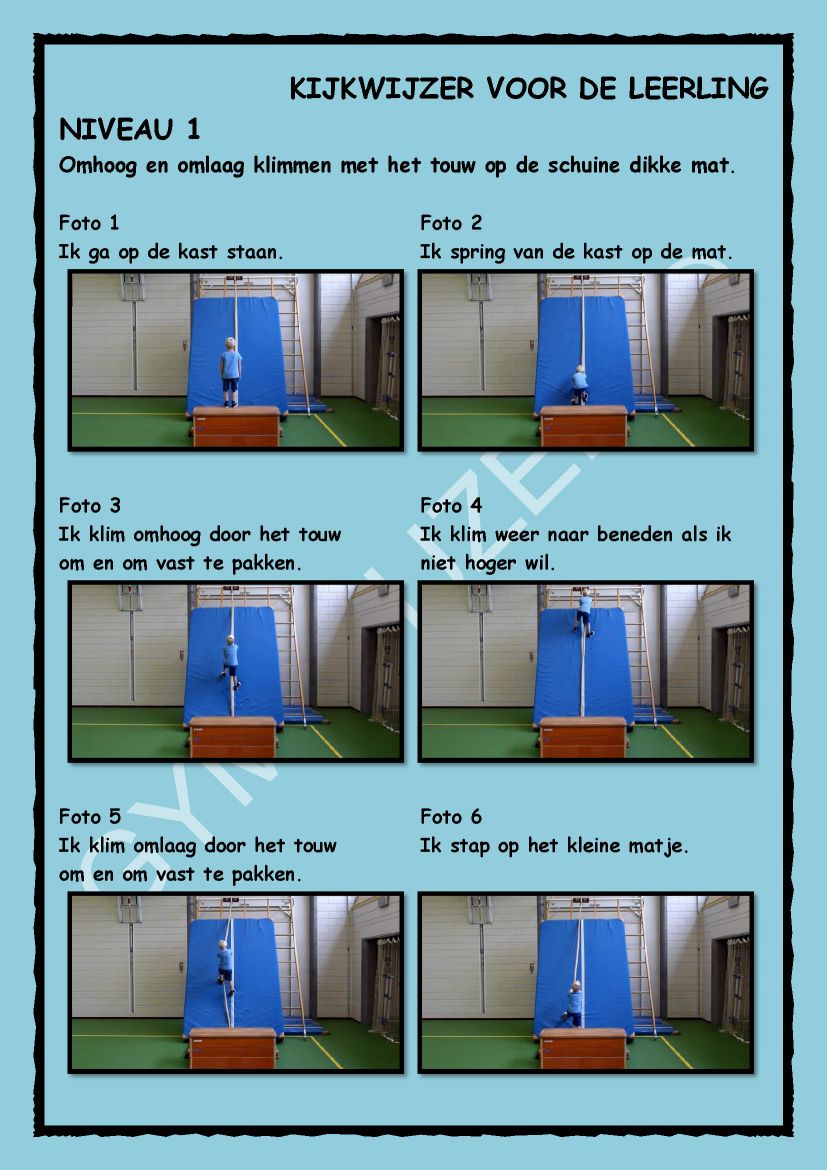 KIJKWIJZER VOOR DE LEERLING
NIVEAU 1
Omhoog en omlaag klimmen met het touw op de schuine dikke mat.
Foto 1
Ik ga op de kast staan.
Foto 2
Ik spring van de kast op de mat.
Foto 3
Ik klim omhoog door het touw
om en om vast te pakken.
Foto 4
Ik klim weer naar beneden als ik
niet hoger wil.
Foto 5
Ik klim omlaag door het touw
om en om vast te pakken.
Foto 6
Ik stap op het kleine matje.